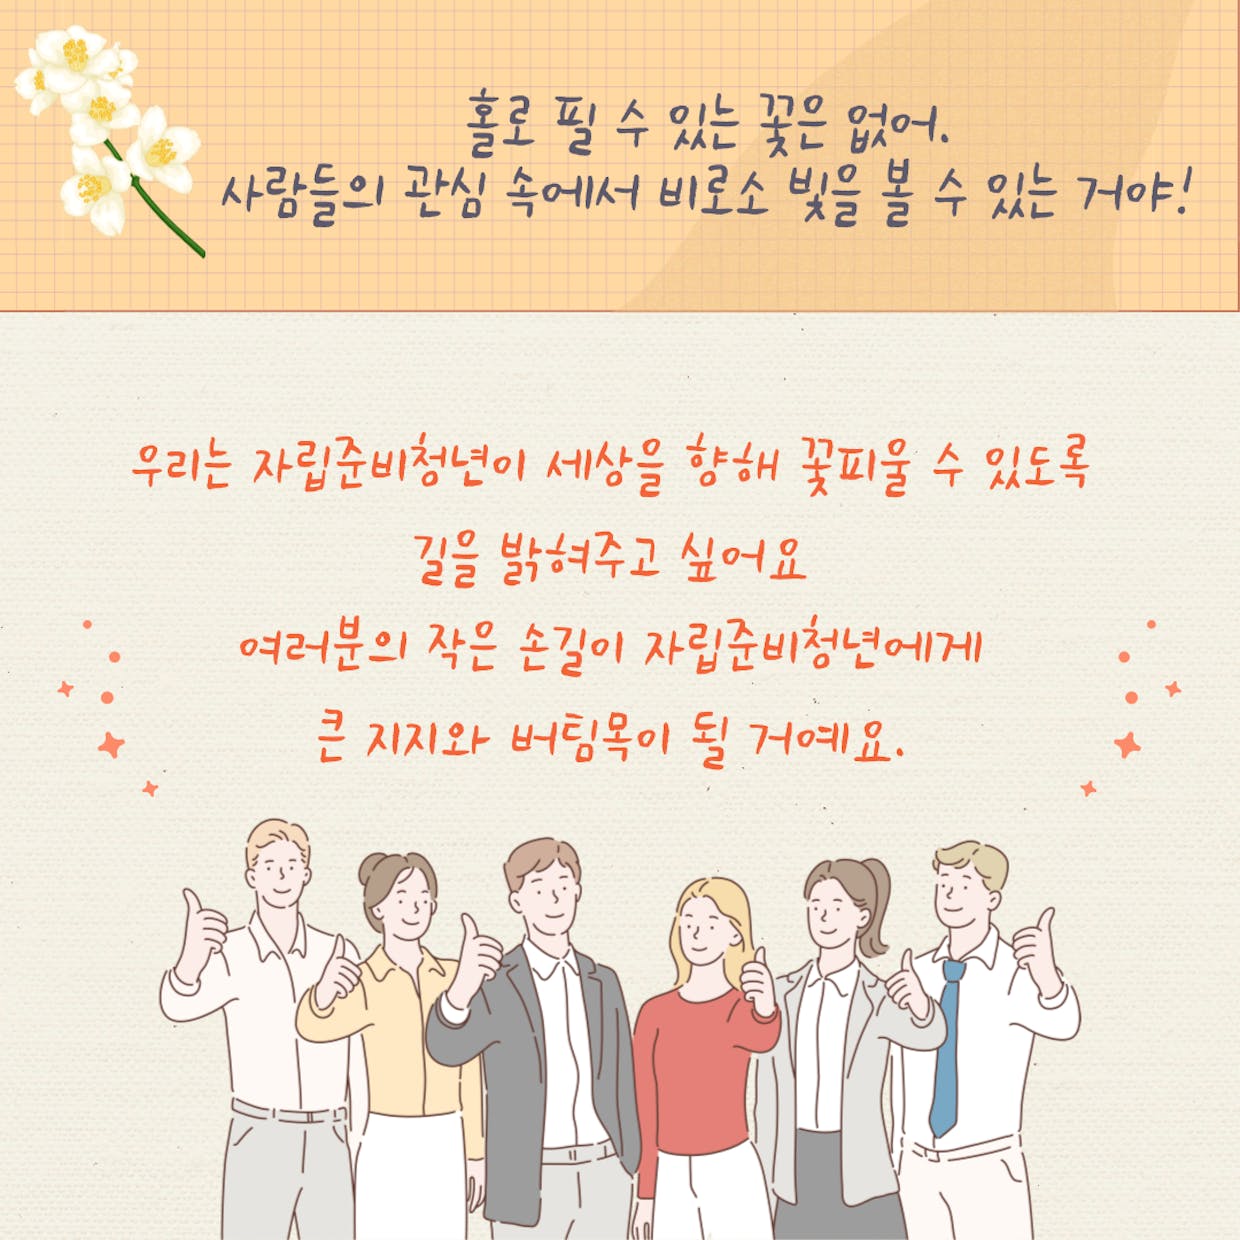 홀로 필 수 있는 꽃은 없어.
사람들의 관심 속에서 비로소 빛을 볼 수 있는 거야!
우리는 자립준비청년이 세상을 향해 꽃피울 수 있도록
길을 밝혀주고 싶어요
여러분의 작은 손길이 자립준비청년에게
큰 지지와 버팀목이 될 거예요.